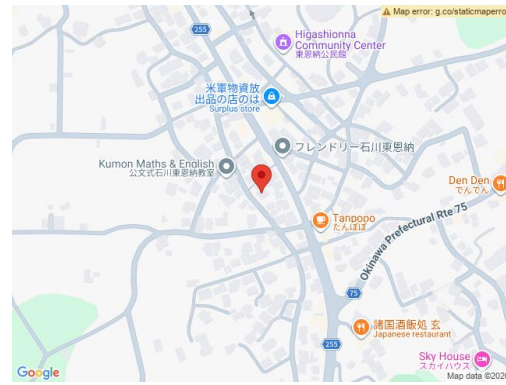 Map error: g.co/staticmaperro
255
Higashionna
Community Center
東恩納公民館
米軍物資放
出品の店のは
Surplus store
フレンドリー石川東恩納
Kumon Maths & English
公文式石川東恩納教室
Den Den
でんでん
Tanpopo
たんぽぽ
Okinawa Prefectural Rte 75
75
255
諸国酒飯処 玄
Japanese restaurant
Sky House
スカイハウス
Google
Map data ©2026